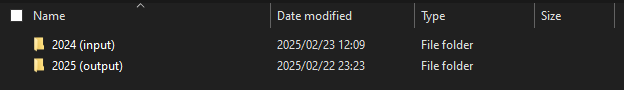 Name Date modified Type Size
2024 (input) 2025/02/23 12:09 File folder
2025 (output) 2025/02/22 23:23 File folder